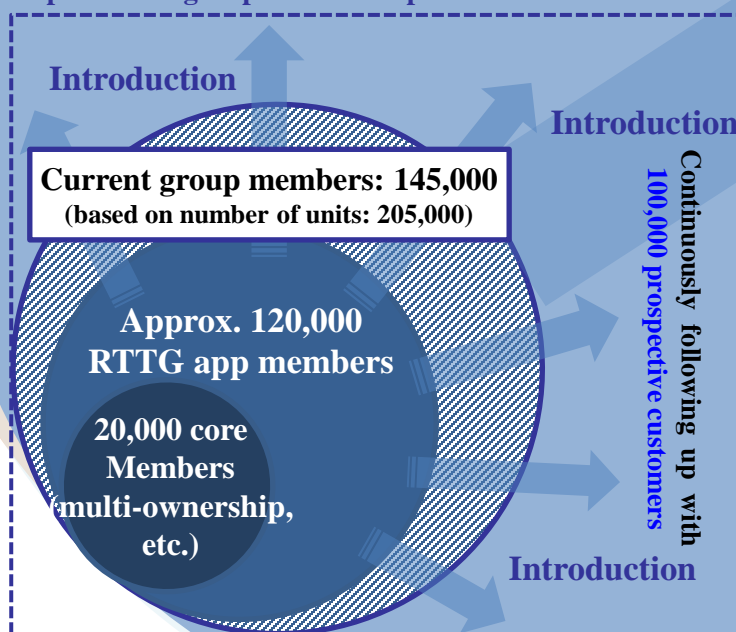 Introduction
Introduction
Current group members: 145,000
(based on number of units: 205,000)
Approx. 120,000
RTTG app members
20,000 core
Members
(multi-ownership,
etc.)
Continuously following up with
100,000 prospective customers
Introduction